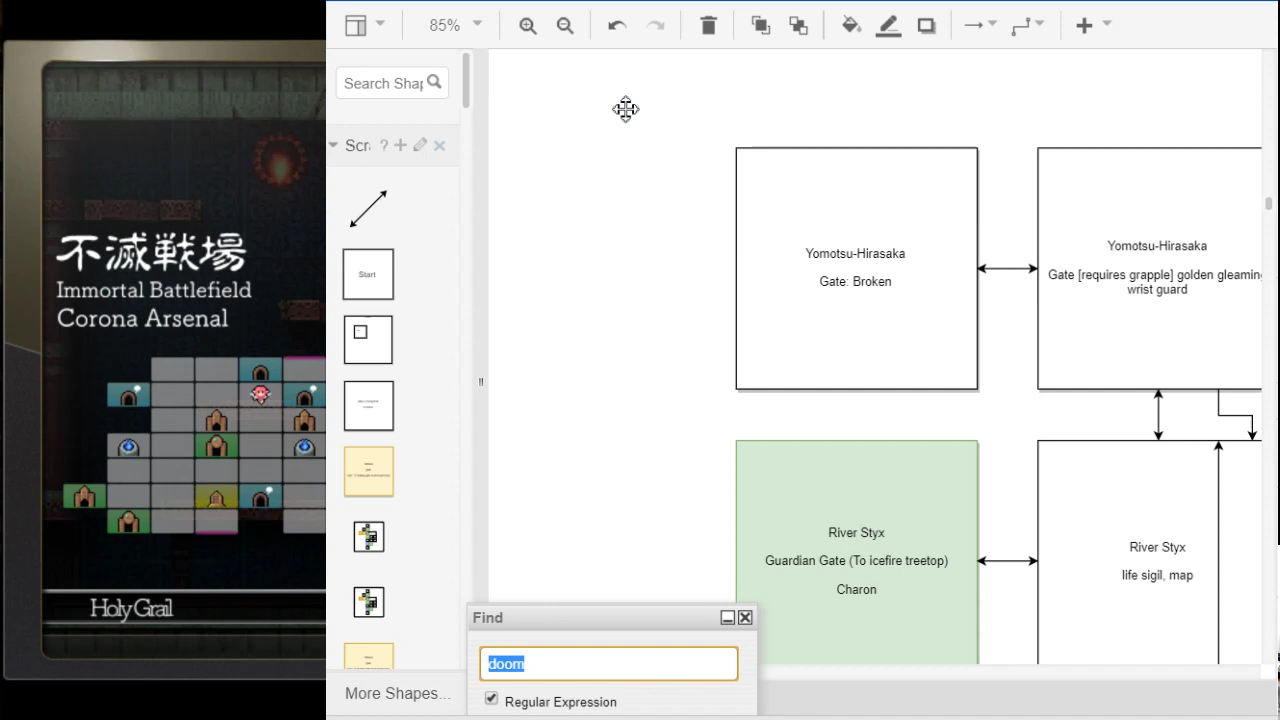 不滅戦場
Immortal Battlefield
Corona Arsenal
Holy Grail
85%
Search Shap
Scr
?
Start
More Shapes...
Yomotsu-Hirasaka
Gate: Broken
Yomotsu-Hirasaka
Gate [requires grapple] golden gleaming
wrist guard
River Styx
Guardian Gate (To icefire treetop)
Charon
River Styx
life sigil, map
Find
doom
Regular Expression